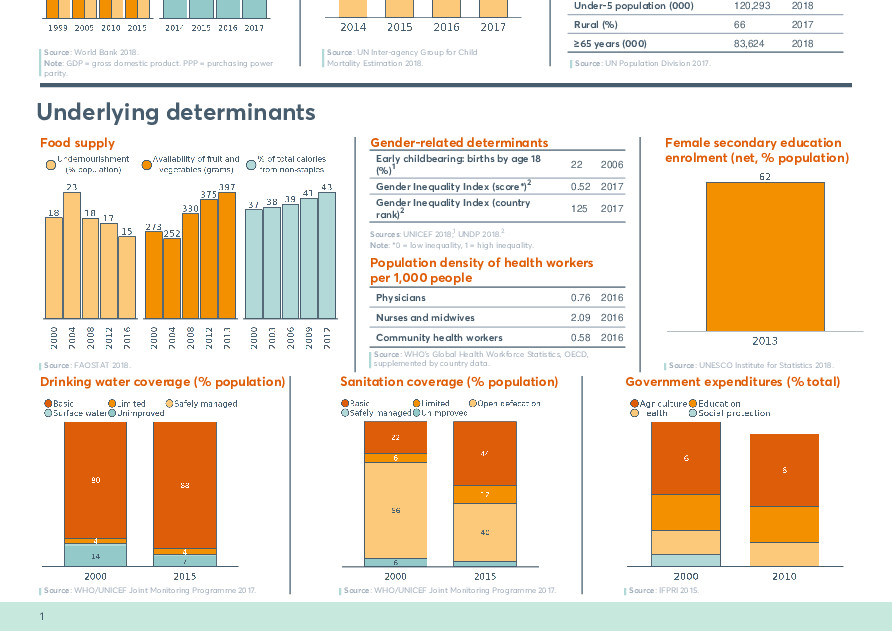 1999 2005 2010 2015
2014 2015 2016 2017
Source: World Bank 2018.
Note: GDP = gross domestic product. PPP = purchasing power
parity.
2014 2015 2016 2017
Source: UN Inter-agency Group for Child
Mortality Estimation 2018.
Under-5 population (000) 120,293 2018
Rural (%) 66 2017
≥65 years (000) 83,624 2018
Source: UN Population Division 2017.
Underlying determinants
Food supply
Undernourishment
(% population)
Availability of fruit and
vegetables (grams)
% of total calories
from non-staples
18 23 18 17 15
273 252 330 375 397
37 38 39 41 43
2000 2004 2008 2012 2016
2000 2004 2008 2012
2000 2006 2009 2012
Source: FAOSTAT 2018.
Gender-related determinants
Early childbearing: births by age 18
(%)1 22 2006
Gender Inequality Index (score*)2 0.52 2017
Gender Inequality Index (country
rank)2 125 2017
Sources: UNICEF 2018,1 UNDP 2018.2
Note: *0 = low inequality, 1 = high inequality.
Population density of health workers
per 1,000 people
Physicians 0.76 2016
Nurses and midwives 2.09 2016
Community health workers 0.58 2016
Source: WHO's Global Health Workforce Statistics, OECD,
supplemented by country data.
Female secondary education
enrolment (net, % population)
62
2013
Source: UNESCO Institute for Statistics 2018.
Drinking water coverage (% population)
Basic Limited Safely managed
Surface water Unimproved
80 4 14
88 4 7
2000 2015
Source: WHO/UNICEF Joint Monitoring Programme 2017.
Sanitation coverage (% population)
Basic Limited Open defecation
Safely managed Unimproved
22 6 66 6
44 12 40
2000 2015
Source: WHO/UNICEF Joint Monitoring Programme 2017.
Government expenditures (% total)
Agriculture Education
Health Social protection
6
6
2000 2010
Source: IFPRI 2015.
1